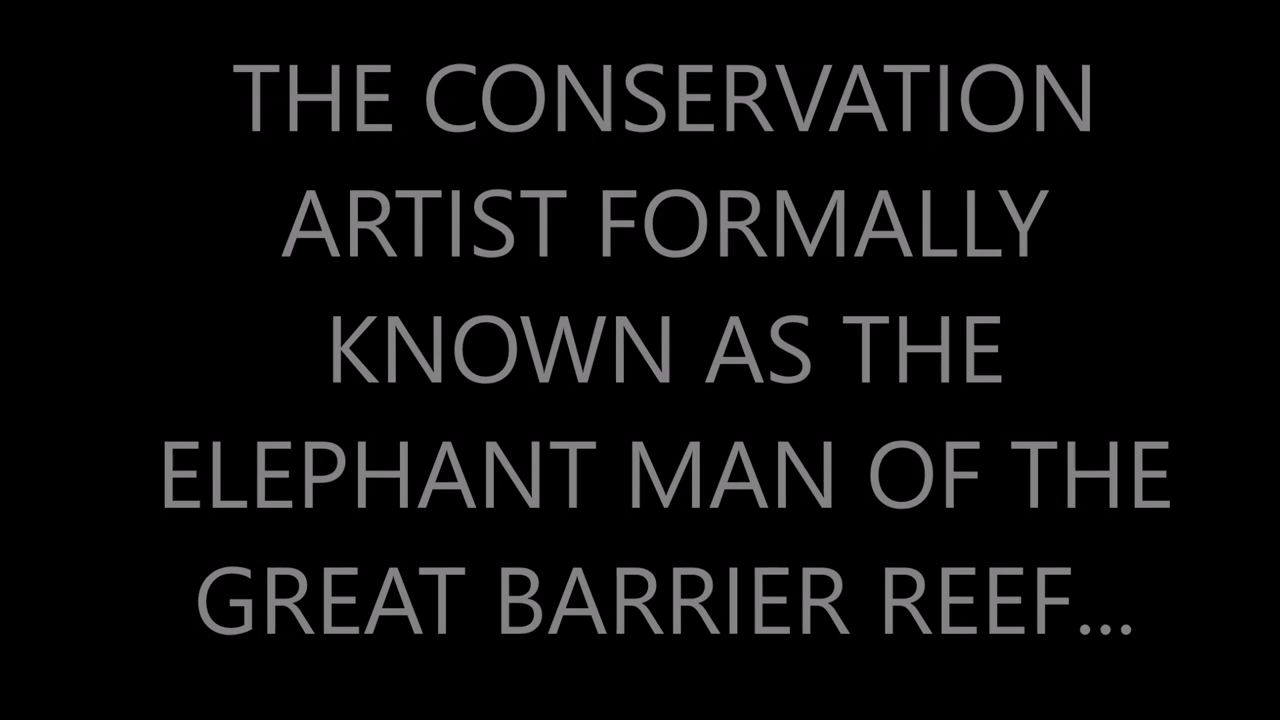 THE CONSERVATION
ARTIST FORMALLY
KNOWN AS THE
ELEPHANT MAN OF THE
GREAT BARRIER REEF...